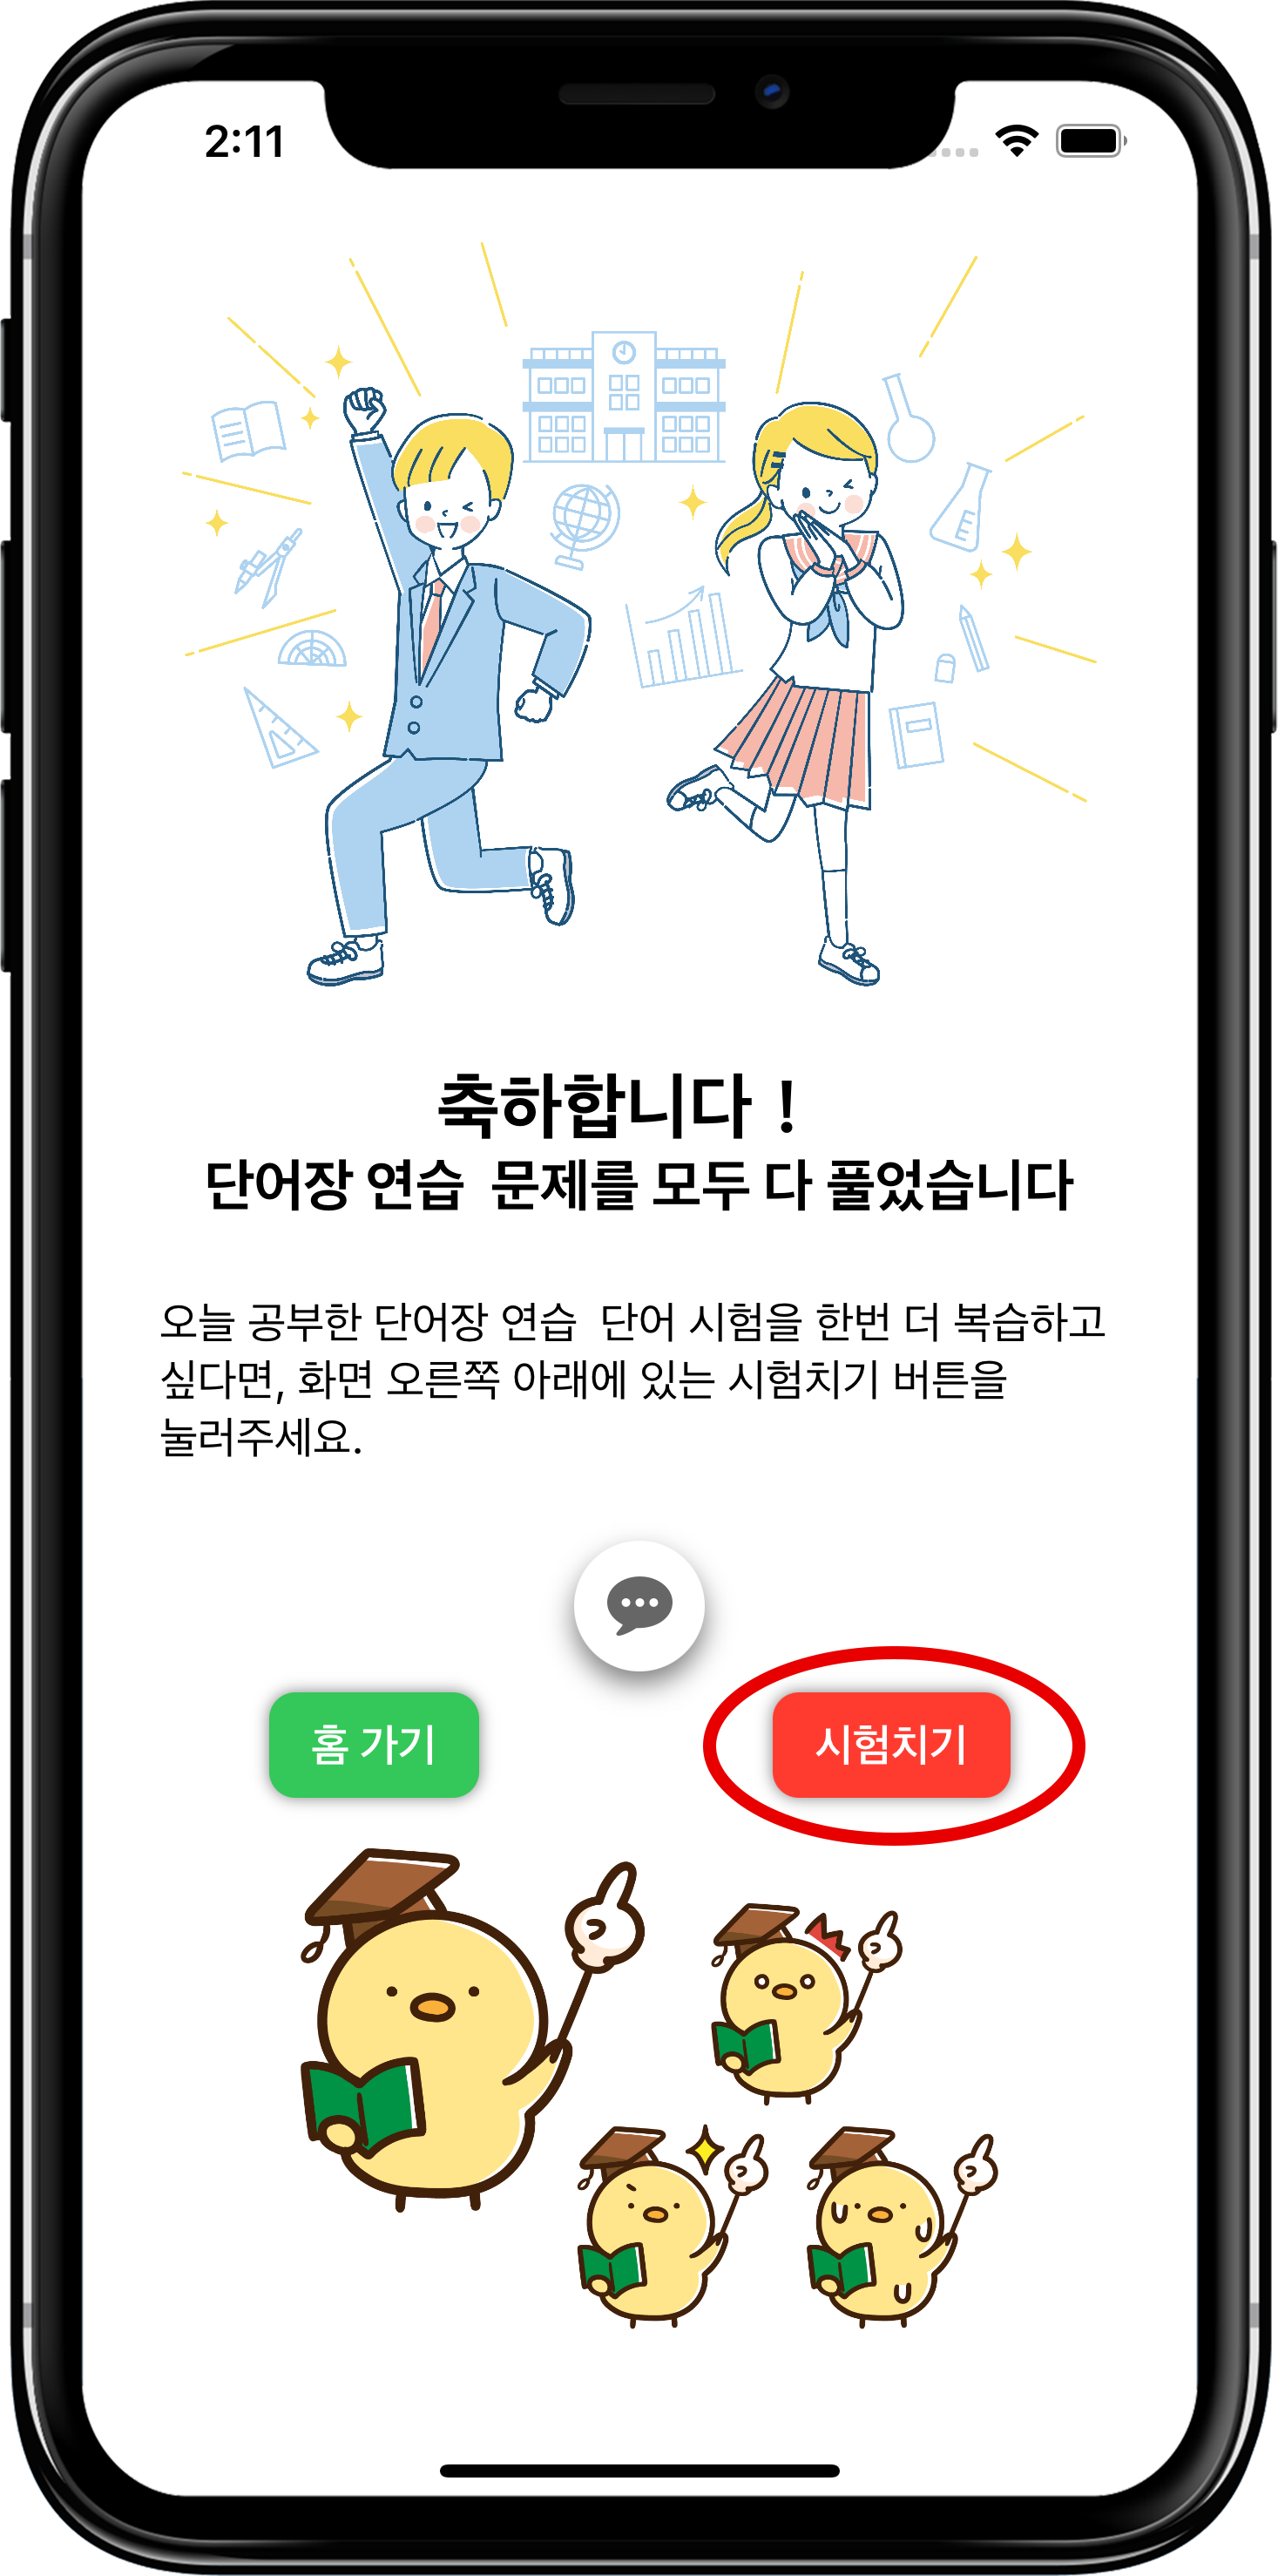 2:11
축하합니다 !
단어장 연습  문제를 모두 다 풀었습니다
오늘 공부한 단어장 연습  단어 시험을 한번 더 복습하고
싶다면, 화면 오른쪽 아래에 있는 시험치기 버튼을
눌러주세요.
홈 가기
시험치기